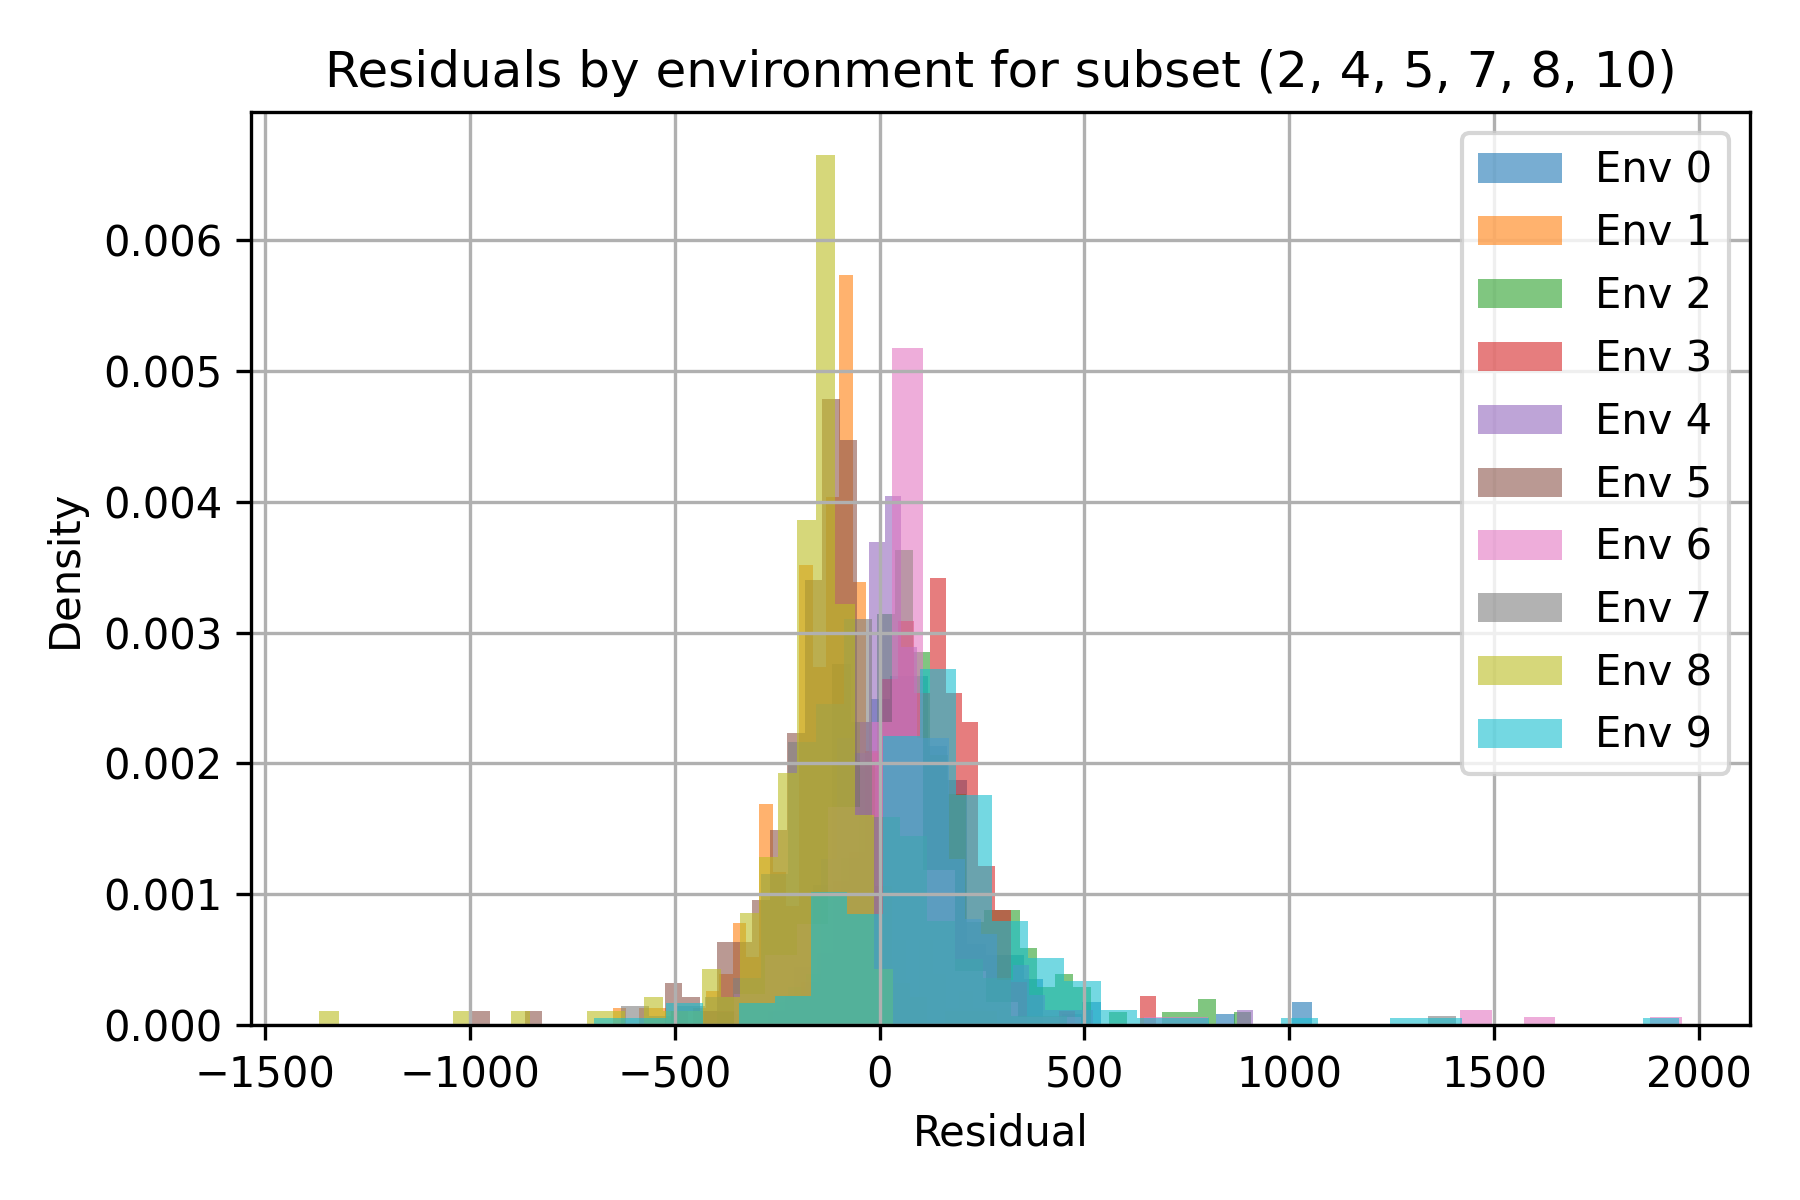 Residuals by environment for subset (2, 4, 5, 7, 8, 10)
Density
0.006
0.005
0.004
0.003
0.002
0.001
0.000
−1500
−1000
−500
0
500
1000
1500
2000
Residual
Env 0
Env 1
Env 2
Env 3
Env 4
Env 5
Env 6
Env 7
Env 8
Env 9